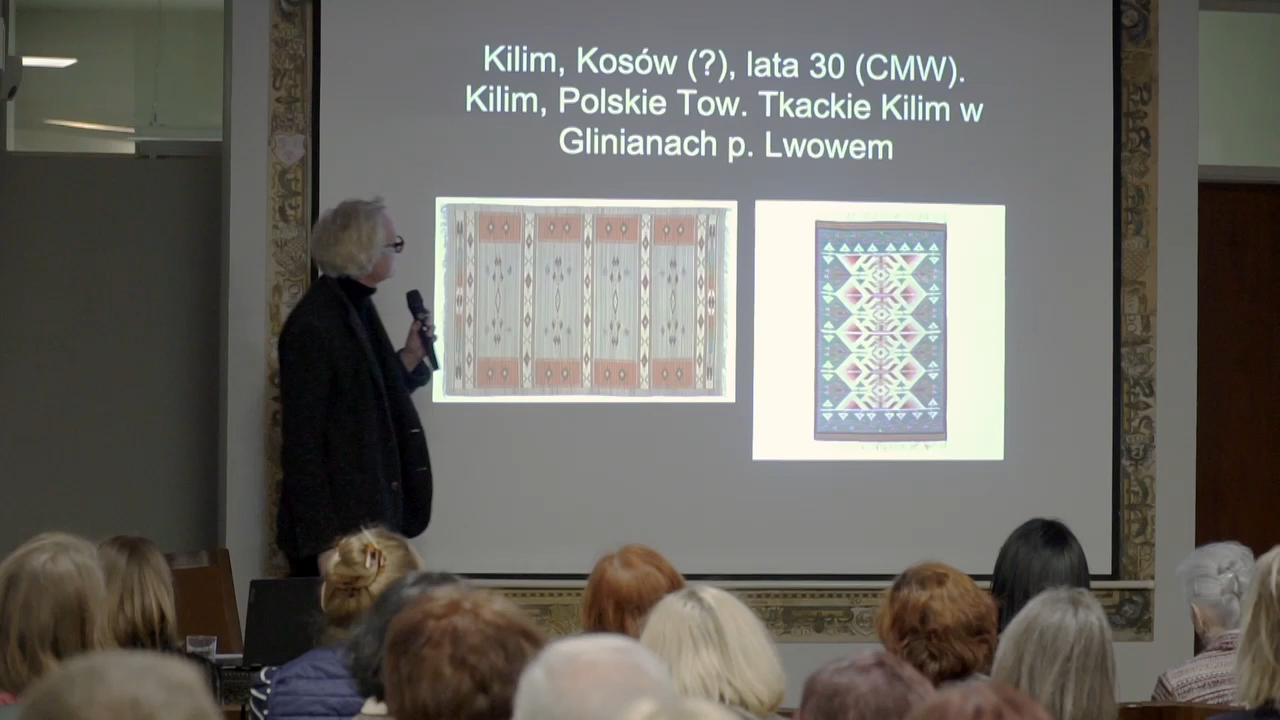 Kilim, Kosów (?), lata 30 (CMW).
Kilim, Polskie Tow. Tkackie Kilim w
Glinianach p. Lwowem